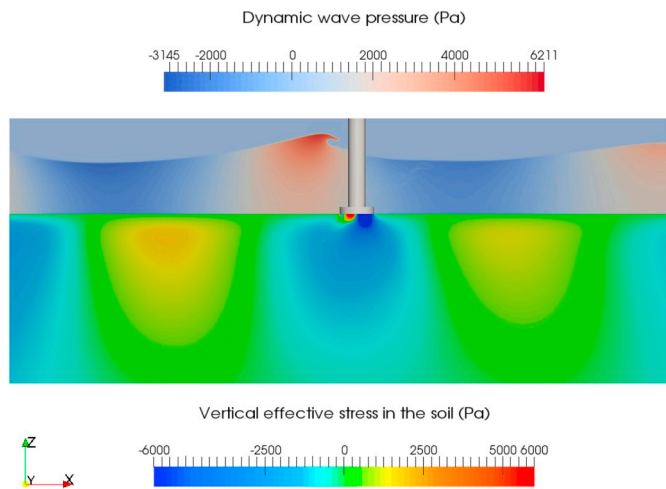 Dynamic wave pressure (Pa)
-3145 -2000 0 2000 4000 6211
Vertical effective stress in the soil (Pa)
-6000 -2500 0 2500 5000 6000
Z
Y X